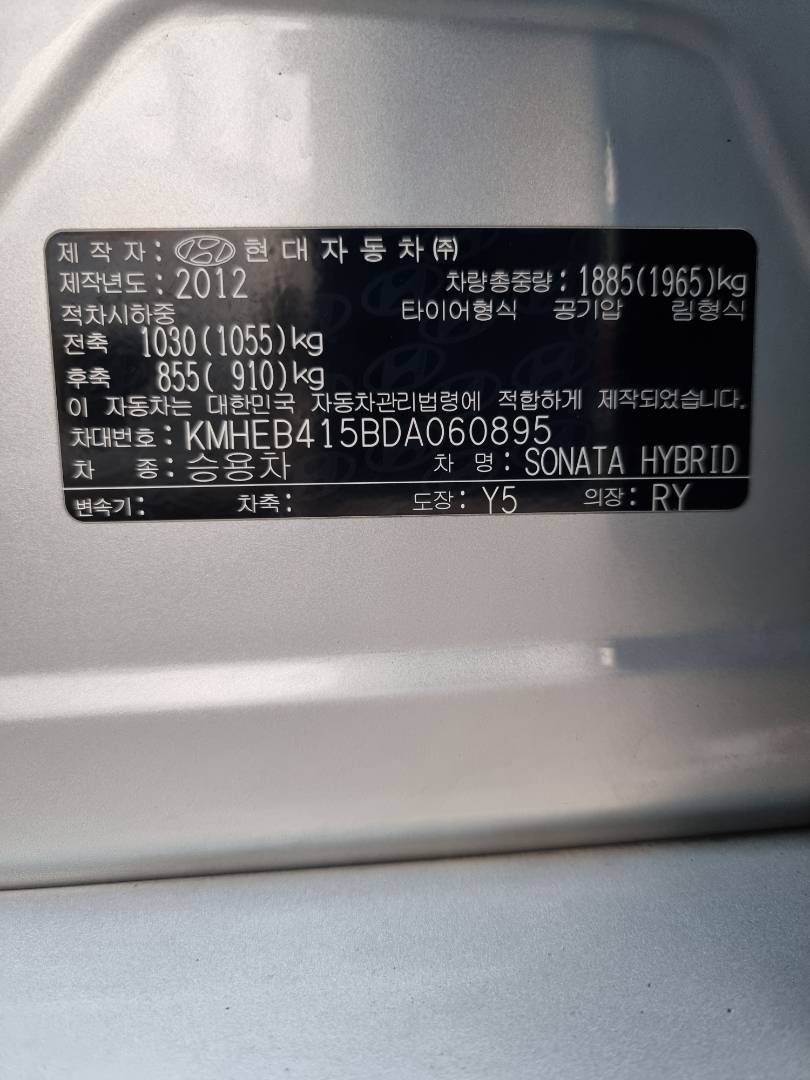 제 작 자 : 현 대 자 동 차 ㈜
제작년도 : 2012 차량총중량 : 1885(1965)kg
적차시하중 타이어형식 공기압 림형식
전축 1030(1055)kg
후축 855( 910)kg
이 자동차는 대한민국 자동차관리법령에 적합하게 제작되었습니다.
차대번호 : KMHEB415BDA060895
차 종 : 승용차 차 명 : SONATA HYBRID
변속기 : 차축 : 도장 : Y5 의장 : RY